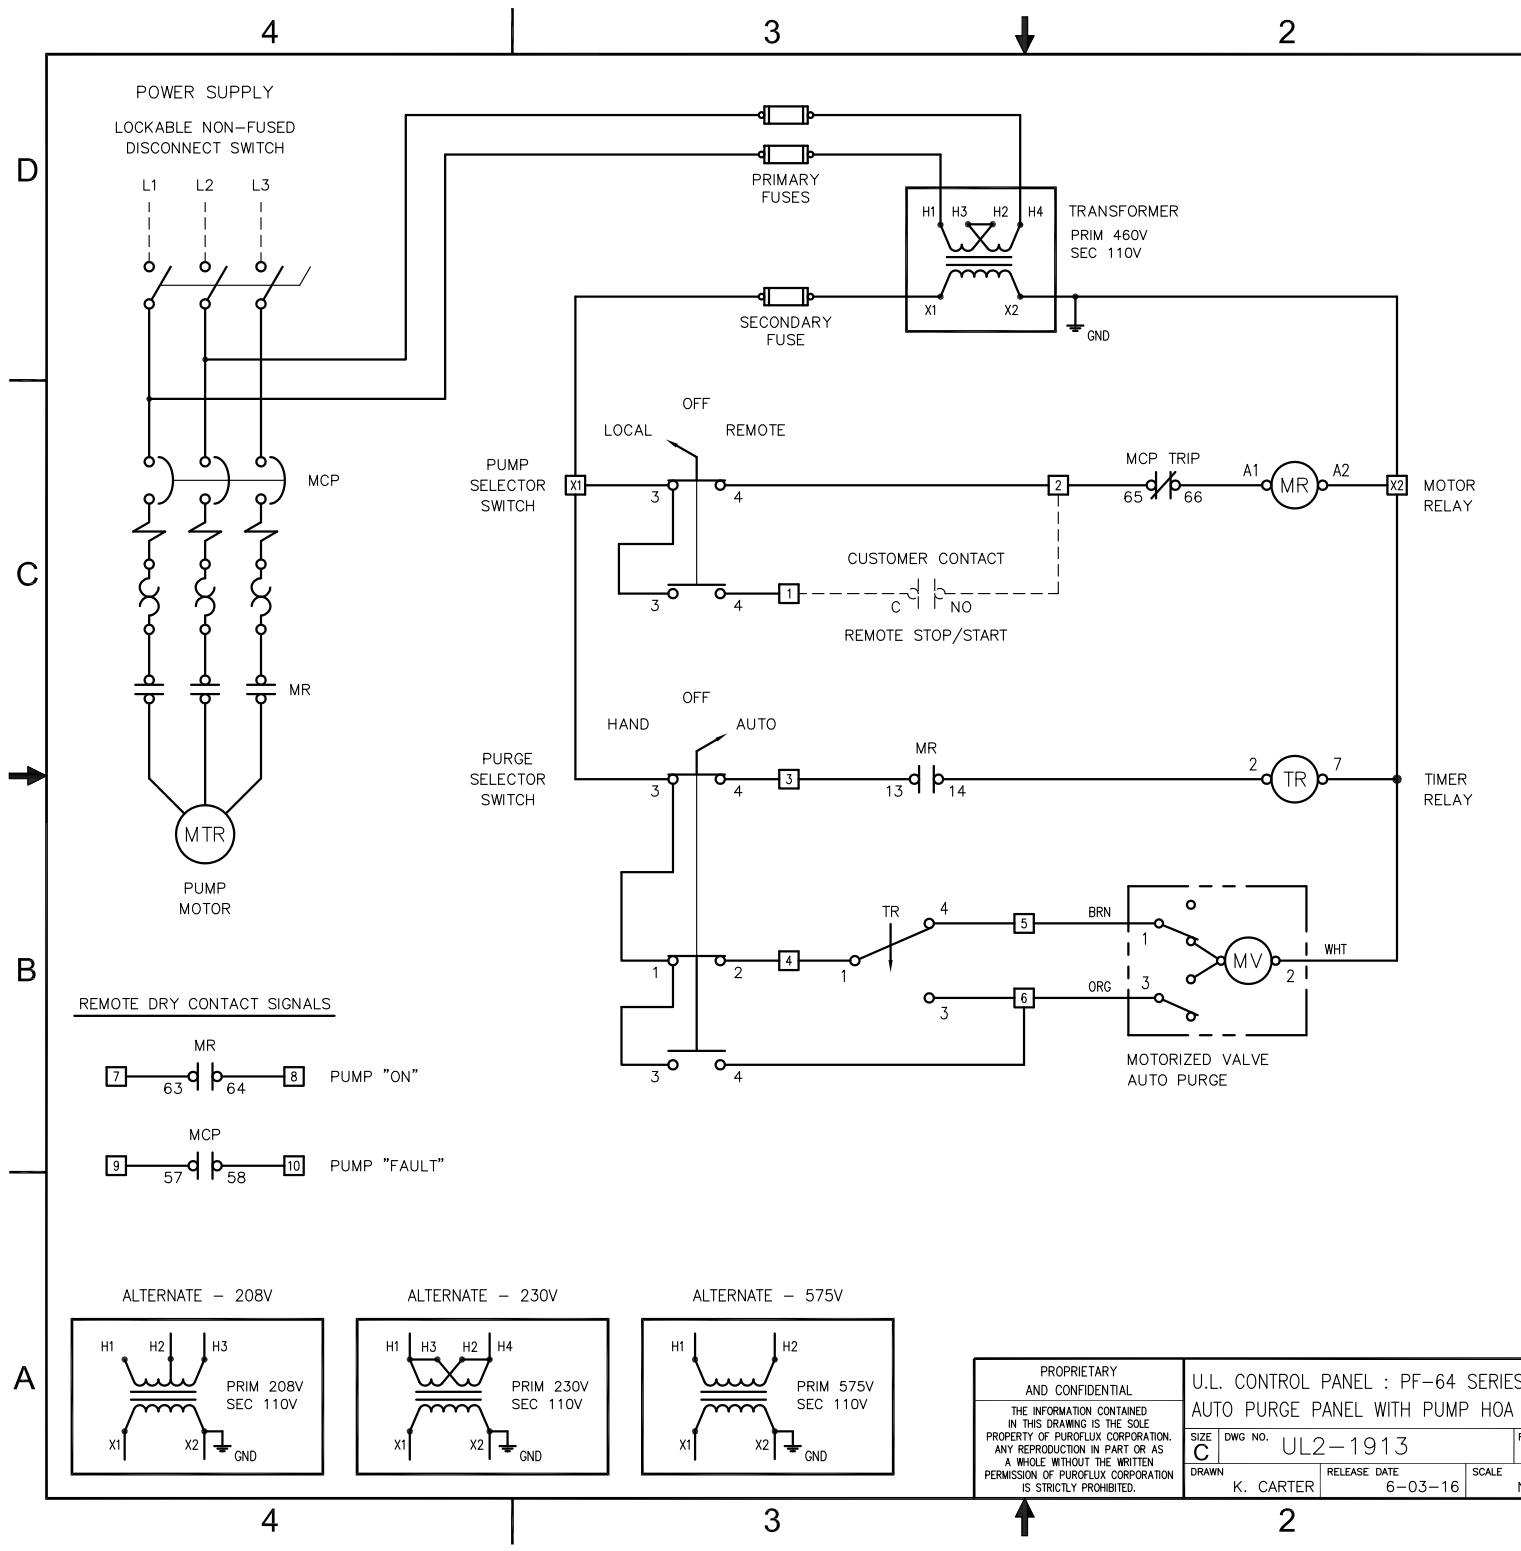 4
3
2
D
C
B
A
POWER SUPPLY
LOCKABLE NON-FUSED
DISCONNECT SWITCH
L1
L2
L3
MCP
MR
MTR
PUMP
MOTOR
PRIMARY
FUSES
H1
H3
H2
H4
TRANSFORMER
PRIM 460V
SEC 110V
X1
X2
GND
SECONDARY
FUSE
OFF
LOCAL
REMOTE
PUMP
SELECTOR
SWITCH
X1
3
4
2
MCP TRIP
65
66
A1
MR
A2
X2
MOTOR
RELAY
3
4
1
CUSTOMER CONTACT
C
NO
REMOTE STOP/START
OFF
HAND
AUTO
PURGE
SELECTOR
SWITCH
3
4
3
MR
13
14
2
TR
7
TIMER
RELAY
1
2
4
TR
1
4
3
5
BRN
1
6
ORG
3
MV
2
WHT
3
4
MOTORIZED VALVE
AUTO PURGE
REMOTE DRY CONTACT SIGNALS
MR
7
63
64
8
PUMP "ON"
MCP
9
57
58
10
PUMP "FAULT"
ALTERNATE - 208V
H1
H2
H3
PRIM 208V
SEC 110V
X1
X2
GND
ALTERNATE - 230V
H1
H3
H2
H4
PRIM 230V
SEC 110V
X1
X2
GND
ALTERNATE - 575V
H1
H2
PRIM 575V
SEC 110V
X1
X2
GND
PROPRIETARY
AND CONFIDENTIAL
THE INFORMATION CONTAINED
IN THIS DRAWING IS THE SOLE
PROPERTY OF PUROFLUX CORPORATION.
ANY REPRODUCTION IN PART OR AS
A WHOLE WITHOUT THE WRITTEN
PERMISSION OF PUROFLUX CORPORATION
IS STRICTLY PROHIBITED.
U.L. CONTROL PANEL : PF-64 SERIES
AUTO PURGE PANEL WITH PUMP HOA
SIZE
C
DWG NO.
UL2-1913
DRAWN
K. CARTER
RELEASE DATE
6-03-16
SCALE
4
3
2